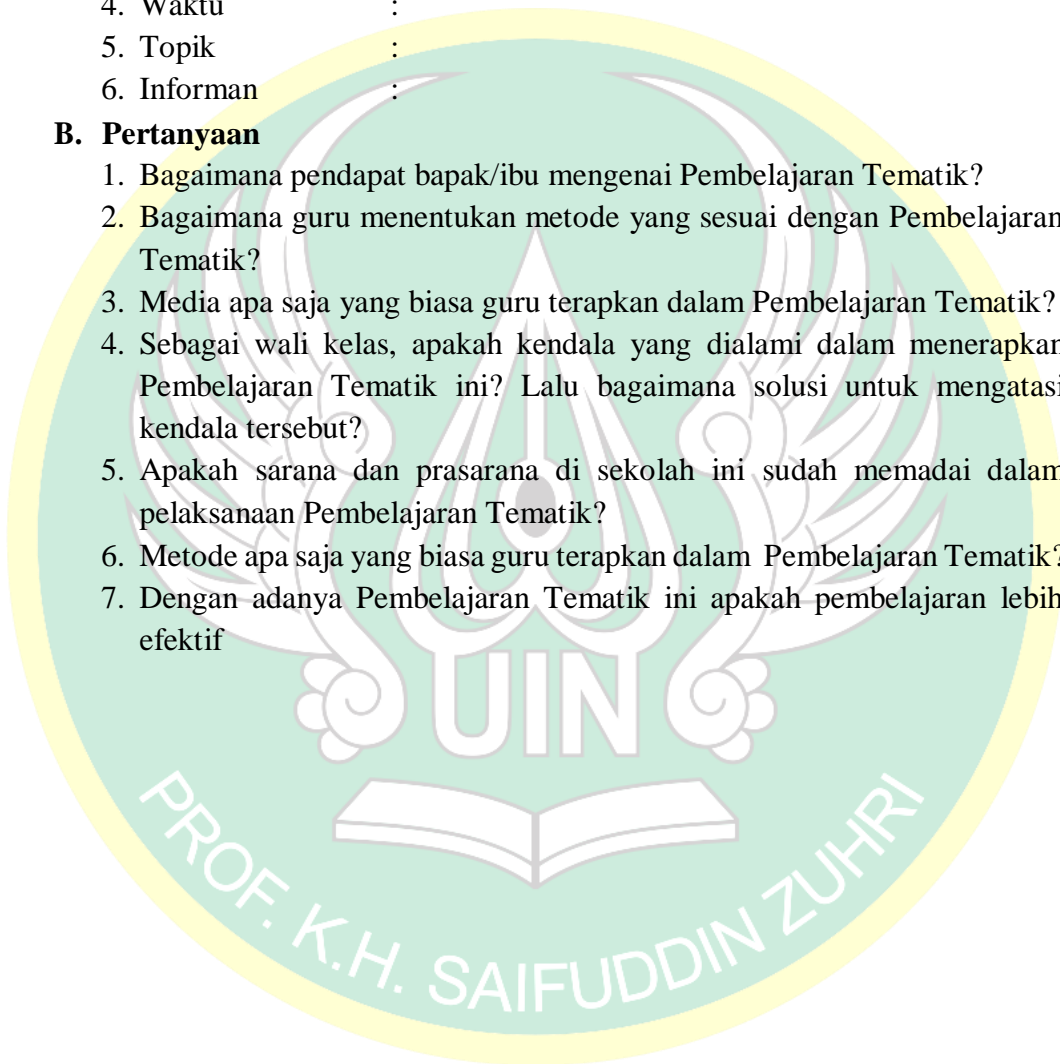 4. Waktu :
5. Topik :
6. Informan :
B. Pertanyaan
1. Bagaimana pendapat bapak/ibu mengenai Pembelajaran Tematik?
2. Bagaimana guru menentukan metode yang sesuai dengan Pembelajaran
Tematik?
3. Media apa saja yang biasa guru terapkan dalam Pembelajaran Tematik?
4. Sebagai wali kelas, apakah kendala yang dialami dalam menerapkan
Pembelajaran Tematik ini? Lalu bagaimana solusi untuk mengatasi
kendala tersebut?
5. Apakah sarana dan prasarana di sekolah ini sudah memadai dalam
pelaksanaan Pembelajaran Tematik?
6. Metode apa saja yang biasa guru terapkan dalam Pembelajaran Tematik?
7. Dengan adanya Pembelajaran Tematik ini apakah pembelajaran lebih
efektif
UIN
PROF. K.H. SAIFUDDIN ZUHRI